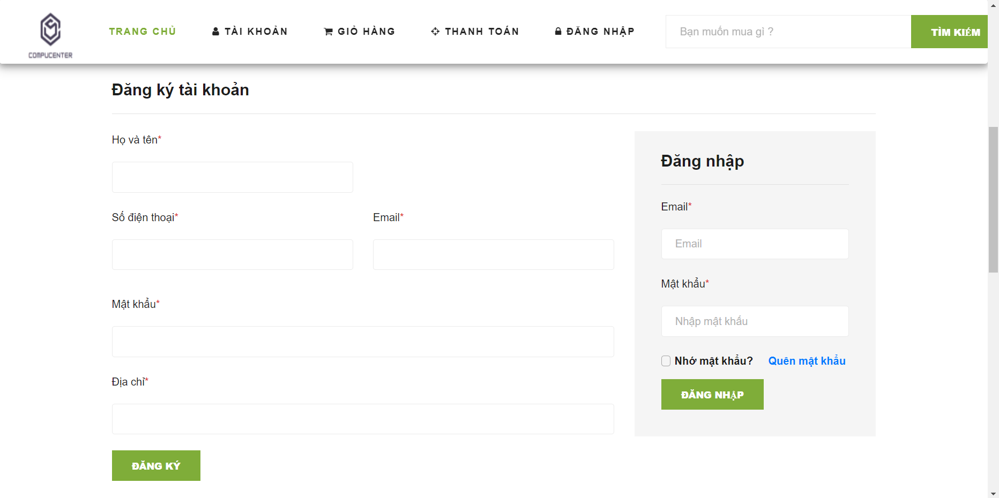 COMPUCENTER
TRANG CHỦ
TÀI KHOẢN
GIỎ HÀNG
THANH TOÁN
ĐĂNG NHẬP
Bạn muốn mua gì ?
TÌM KIẾM
Đăng ký tài khoản
Họ và tên*
Số điện thoại*
Email*
Mật khẩu*
Địa chỉ*
ĐĂNG KÝ
Đăng nhập
Email*
Email
Mật khẩu*
Nhập mật khẩu
Nhớ mật khẩu? Quên mật khẩu
ĐĂNG NHẬP